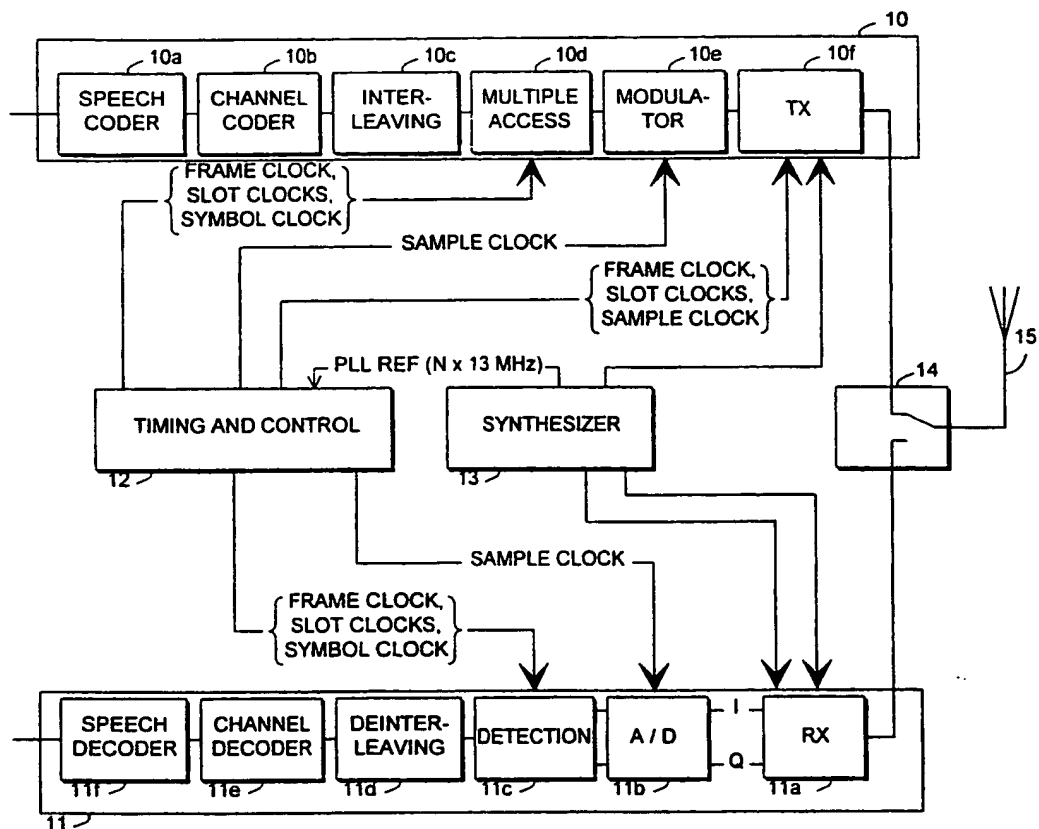 10
10a
10b
10c
10d
10e
10f
SPEECH
CODER
CHANNEL
CODER
INTER-
LEAVING
MULTIPLE
ACCESS
MODULA-
TOR
TX
FRAME CLOCK,
SLOT CLOCKS,
SYMBOL CLOCK
SAMPLE CLOCK
FRAME CLOCK,
SLOT CLOCKS,
SAMPLE CLOCK
15
PLL REF (N x 13 MHz)
14
TIMING AND CONTROL
SYNTHESIZER
12
13
SAMPLE CLOCK
FRAME CLOCK,
SLOT CLOCKS,
SYMBOL CLOCK
SPEECH
DECODER
CHANNEL
DECODER
DEINTER-
LEAVING
DETECTION
A / D
I
Q
RX
11f
11e
11d
11c
11b
11a
11